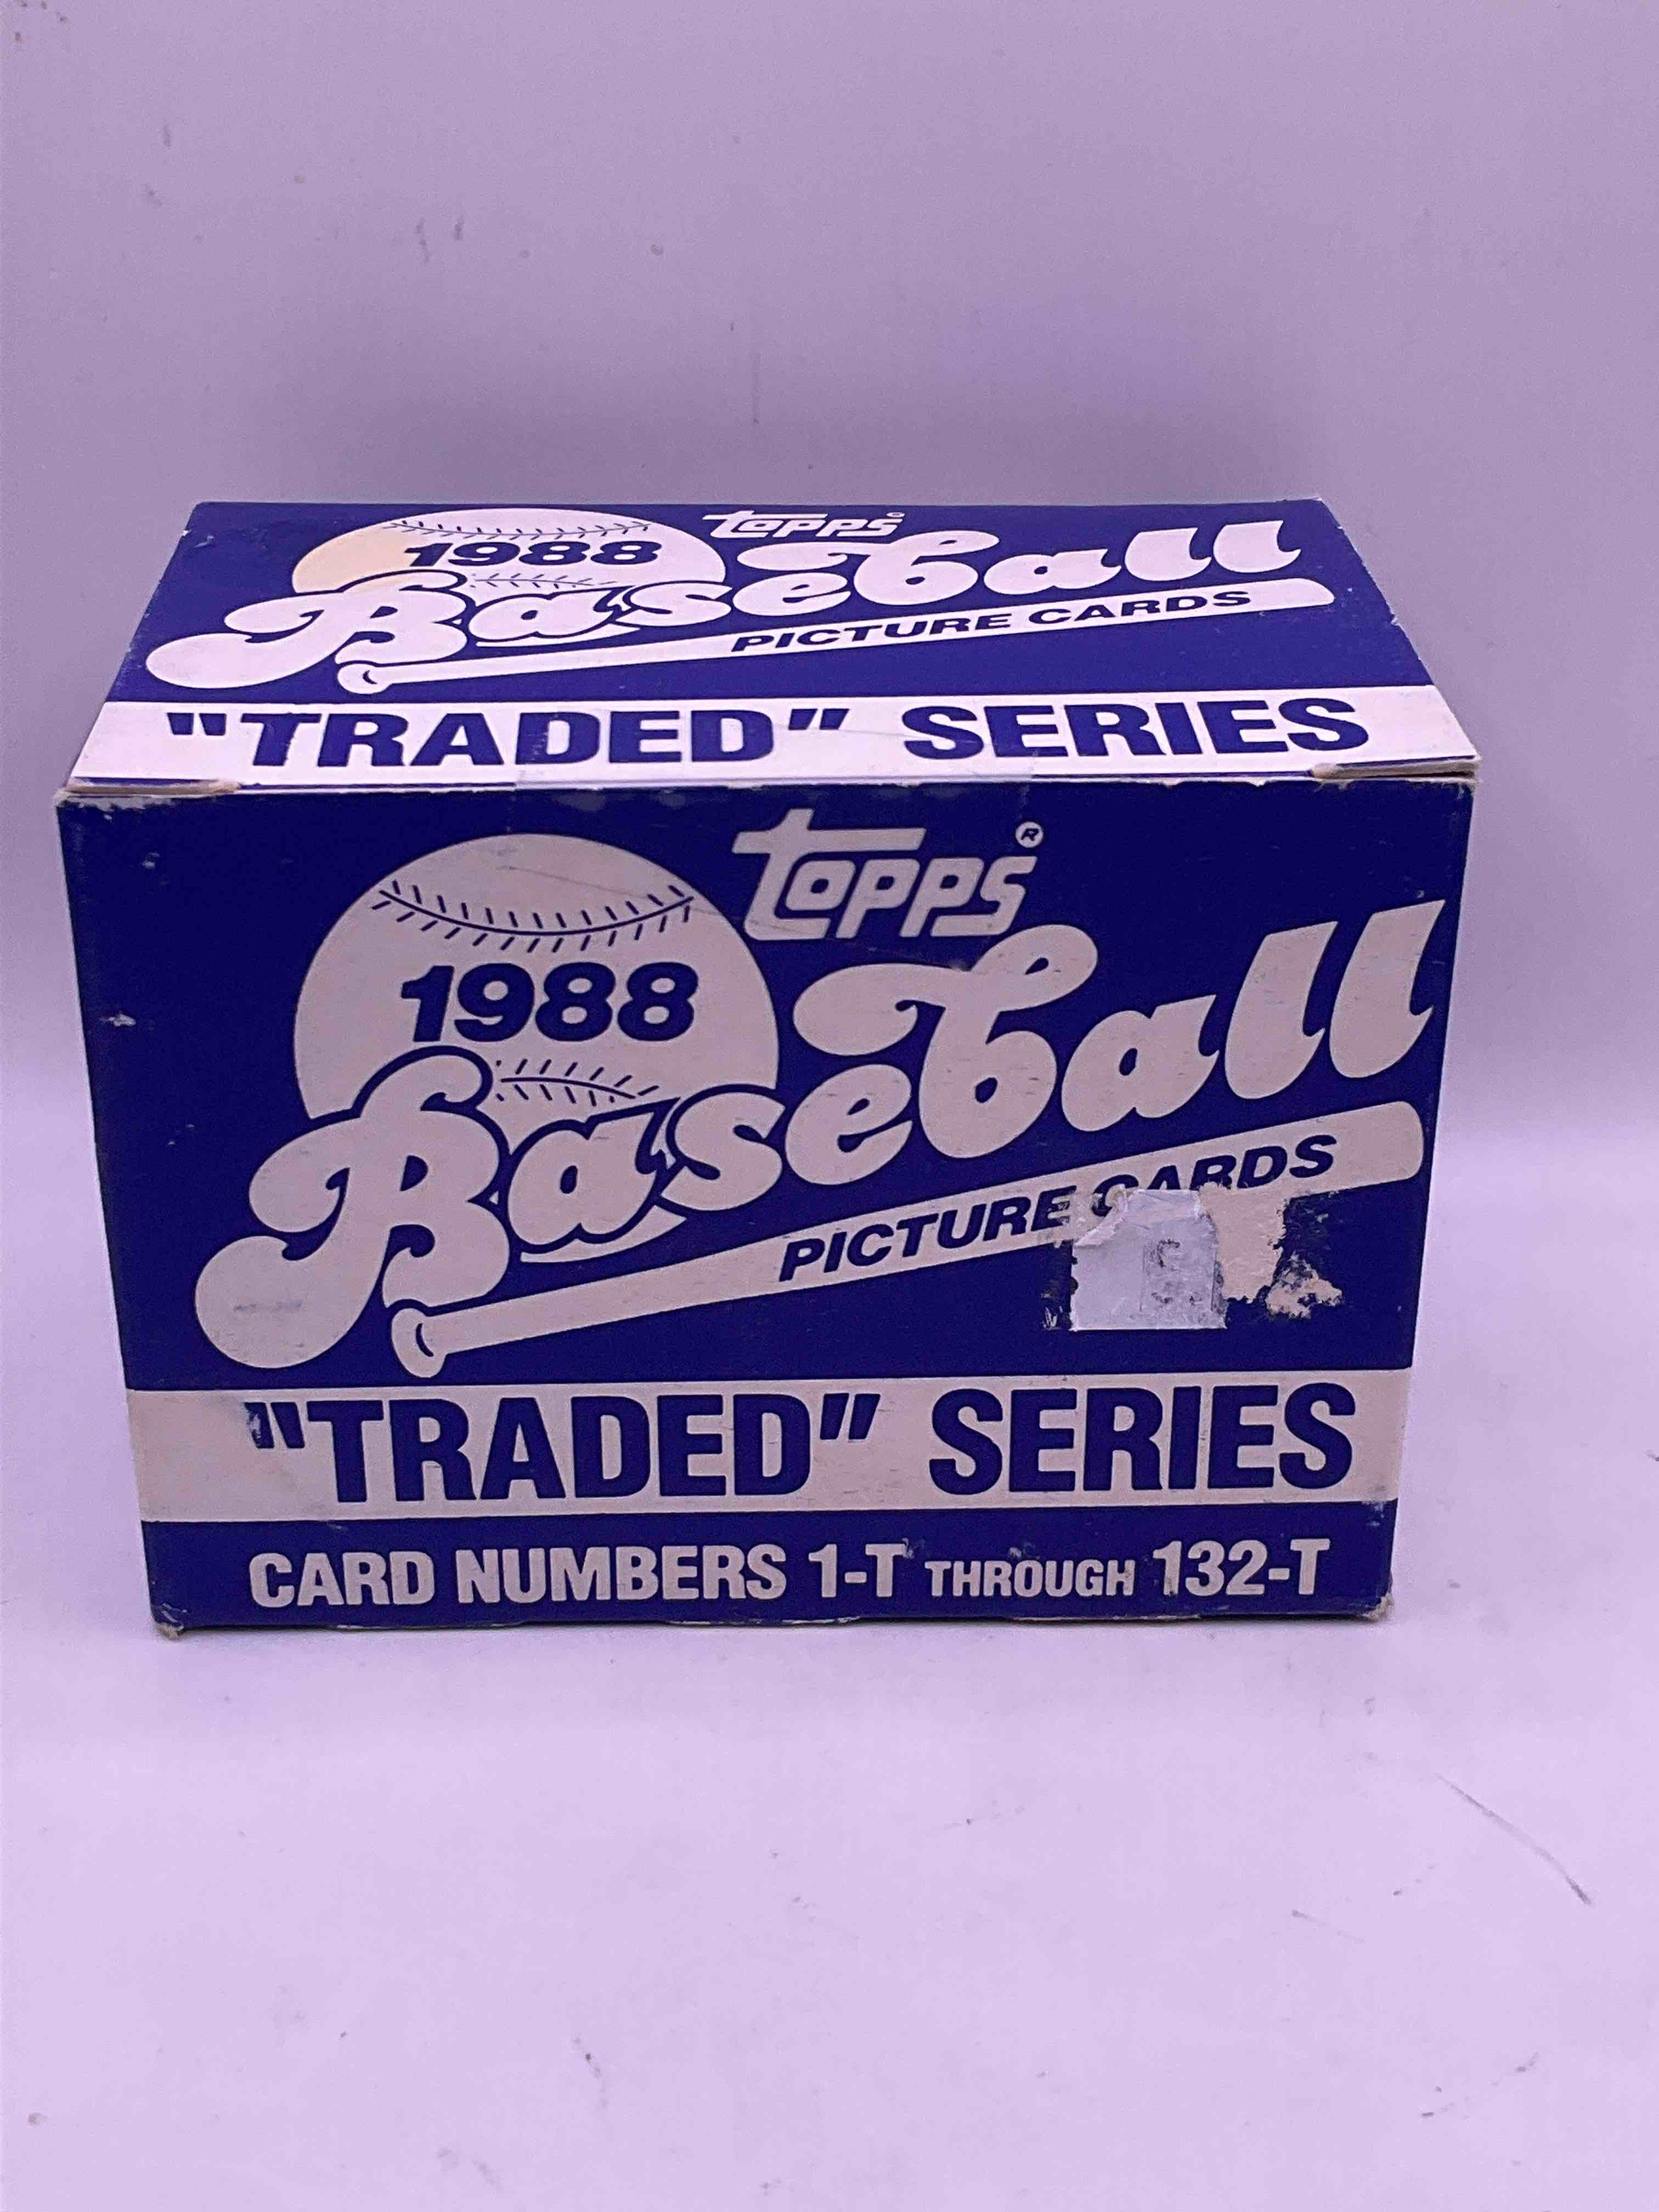 topps
1988
Baseball
PICTURE CARDS
"TRADED" SERIES
topps®
1988
Baseball
PICTURE CARDS
"TRADED" SERIES
CARD NUMBERS 1-T THROUGH 132-T